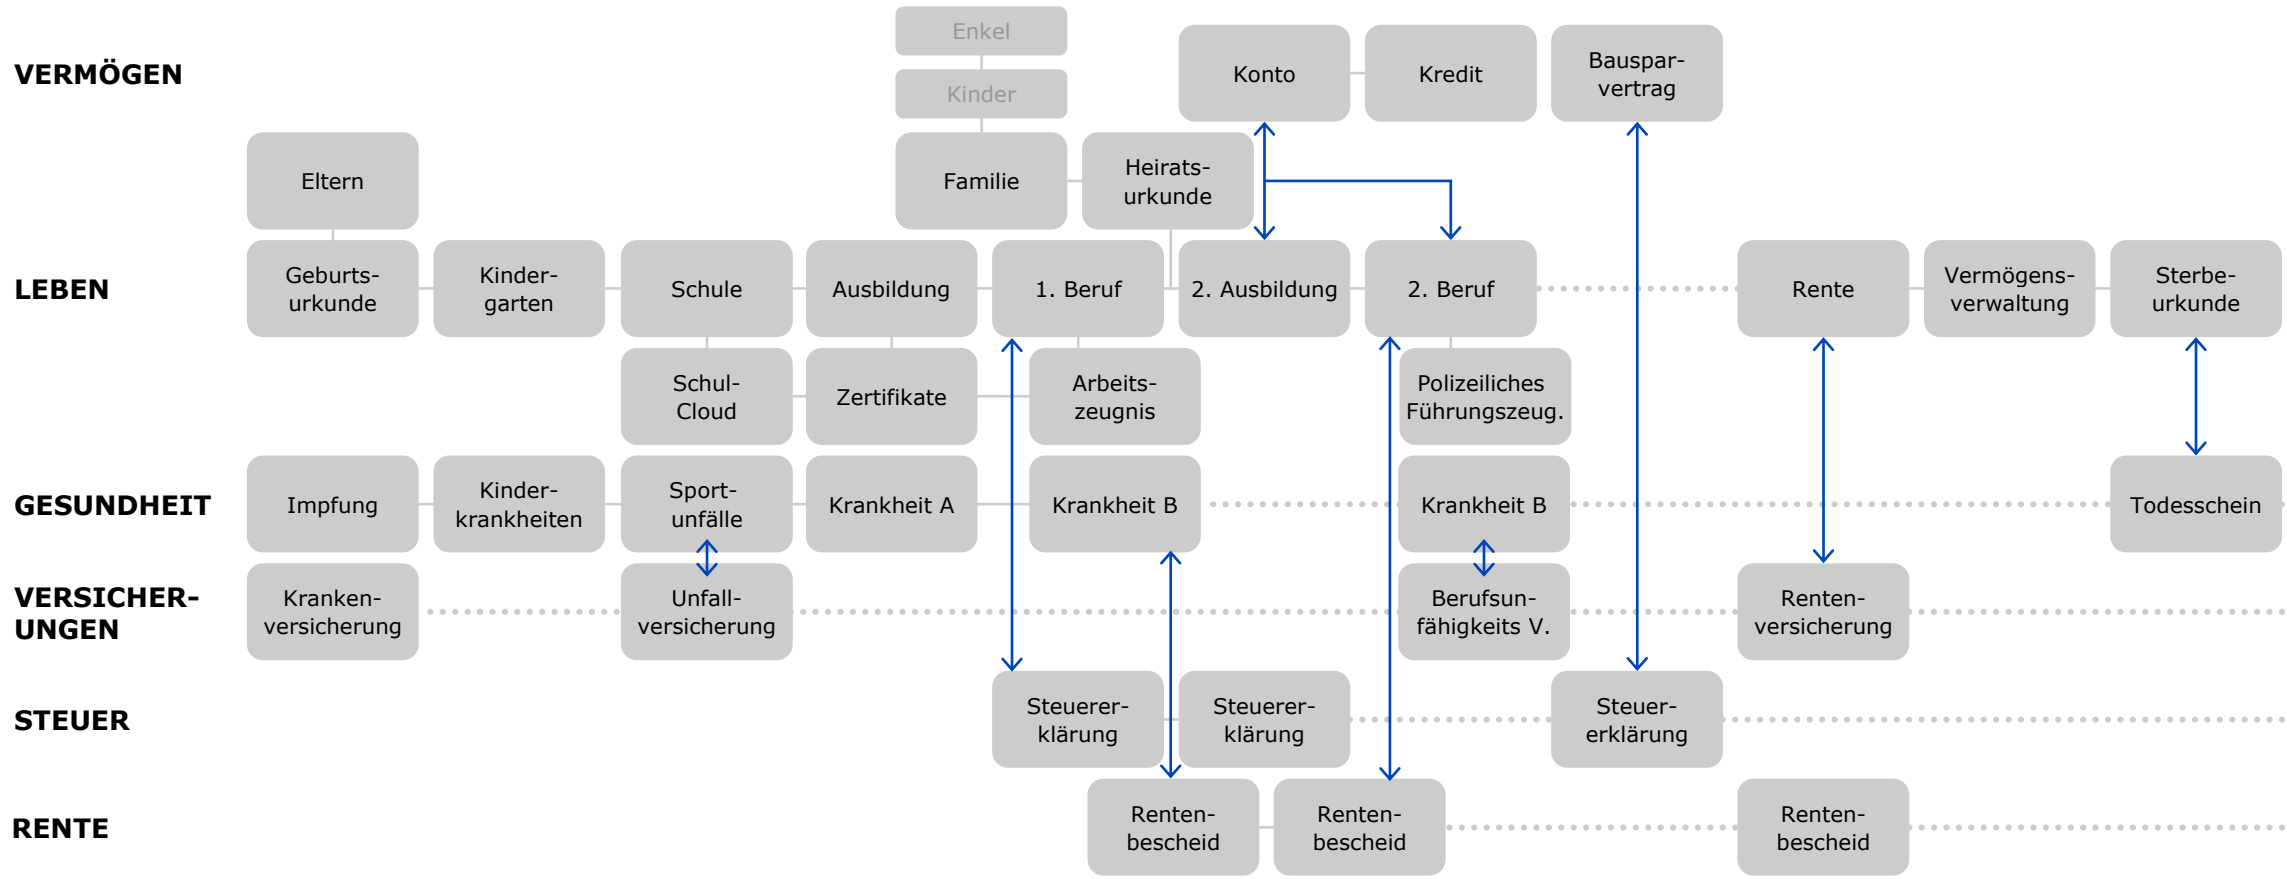 Enkel
VERMÖGEN
Kinder
Konto
Kredit
Bauspar-
vertrag
Eltern
Familie
Heirats-
urkunde
LEBEN
Geburts-
urkunde
Kinder-
garten
Schule
Ausbildung
1. Beruf
2. Ausbildung
2. Beruf
Rente
Vermögens-
verwaltung
Sterbe-
urkunde
Schul-
Cloud
Zertifikate
Arbeits-
zeugnis
Polizeiliches
Führungszeug.
GESUNDHEIT
Impfung
Kinder-
krankheiten
Sport-
unfälle
Krankheit A
Krankheit B
Krankheit B
Todesschein
VERSICHER-
UNGEN
Kranken-
versicherung
Unfall-
versicherung
Berufsun-
fähigkeits V.
Renten-
versicherung
STEUER
Steuerer-
klärung
Steuerer-
klärung
Steuer-
erklärung
RENTE
Renten-
bescheid
Renten-
bescheid
Renten-
bescheid